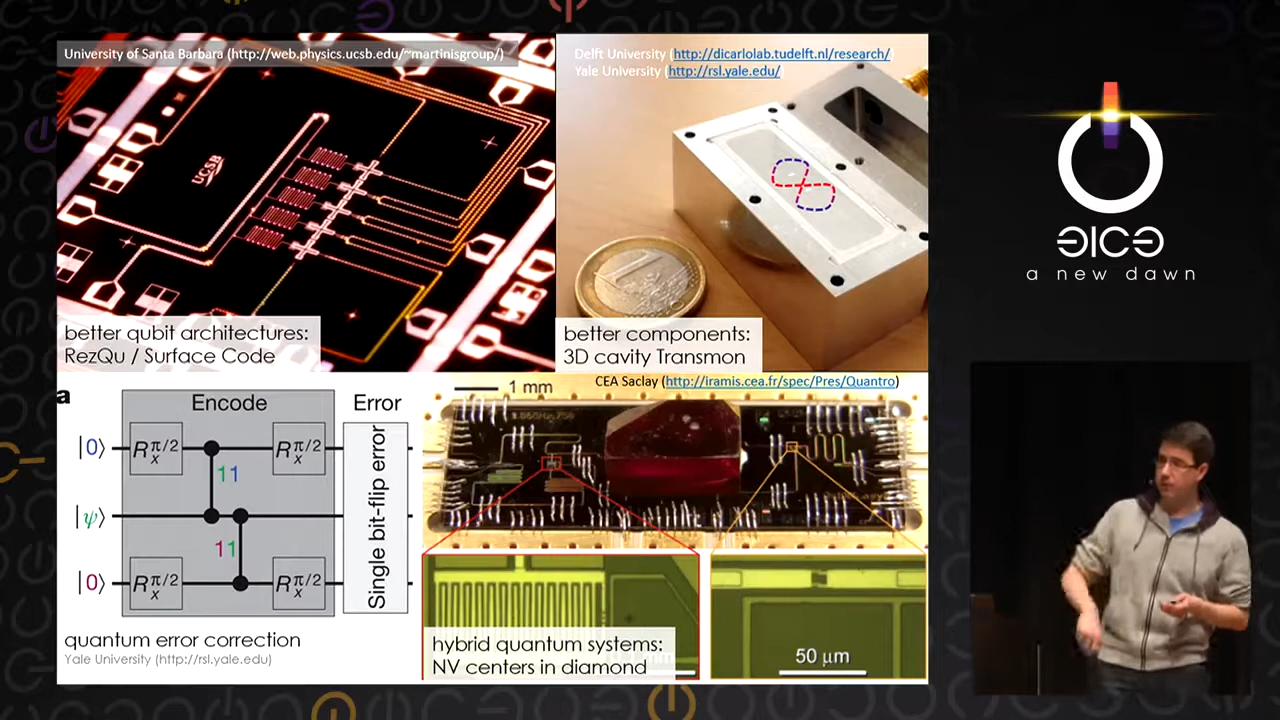 University of Santa Barbara (http://web.physics.ucsb.edu/~martinisgroup/)
UCSB
better qubit architectures:
RezQu / Surface Code
Delft University (http://dicarlolab.tudelft.nl/research/
Yale University (http://rsl.yale.edu/
1
better components:
3D cavity Transmon
a
Encode
Error
|0⟩
R_x^{π/2}
R_x^{π/2}
11
|ψ⟩
11
|0⟩
R_x^{π/2}
R_x^{π/2}
Single bit-flip error
quantum error correction
Yale University (http://rsl.yale.edu)
1 mm
CEA Saclay (http://iramis.cea.fr/spec/Pres/Quantro)
hybrid quantum systems:
NV centers in diamond
50 μm
a new dawn